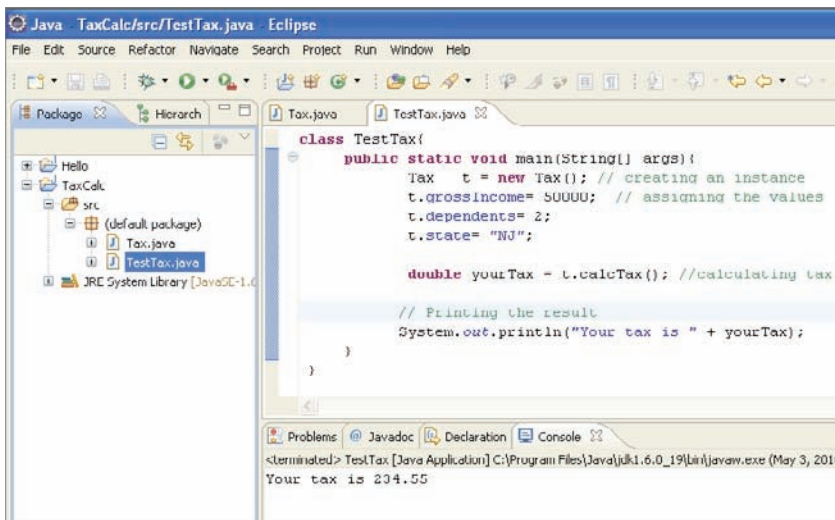 Java - TaxCalc/src/TestTax.java - Eclipse
File Edit Source Refactor Navigate Search Project Run Window Help
Package Hierarch
Hello
TaxCalc
src
(default package)
Tax.java
TestTax.java
JRE System Library [JavaSE-1.6
Tax.java TestTax.java
class TestTax{
public static void main(String[] args){
Tax t = new Tax(); // creating an instance
t.grossIncome= 50000; // assigning the values
t.dependents= 2;
t.state= "NJ";
double yourTax = t.calcTax(); //calculating tax
// Printing the result
System.out.println("Your tax is " + yourTax);
}
}
Problems @ Javadoc Declaration Console
<terminated> TestTax [Java Application] C:\Program Files\Java\jdk1.6.0_19\bin\javaw.exe (May 3, 201
Your tax is 234.55